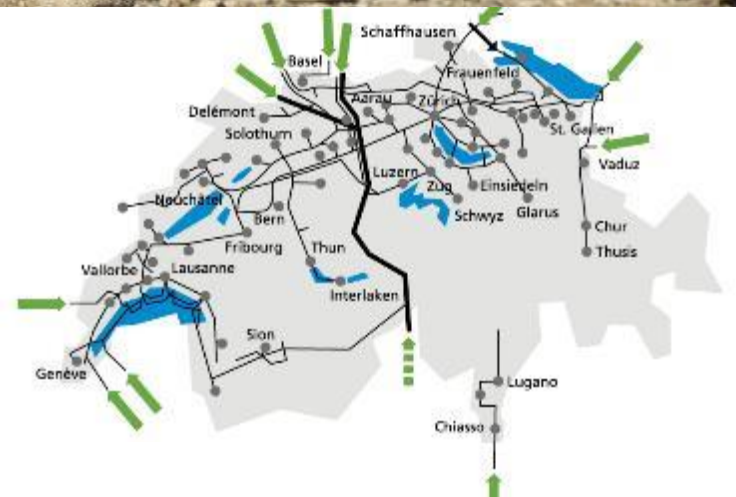 Schaffhausen
Basel
Frauenfeld
Delémont
Aarau
Zürich
Solothurn
St. Gallen
Vaduz
Luzern
Neuchâtel
Zug
Einsiedeln
Bern
Schwyz
Glarus
Fribourg
Thun
Chur
Vallorbe
Lausanne
Thusis
Interlaken
Sion
Genève
Lugano
Chiasso